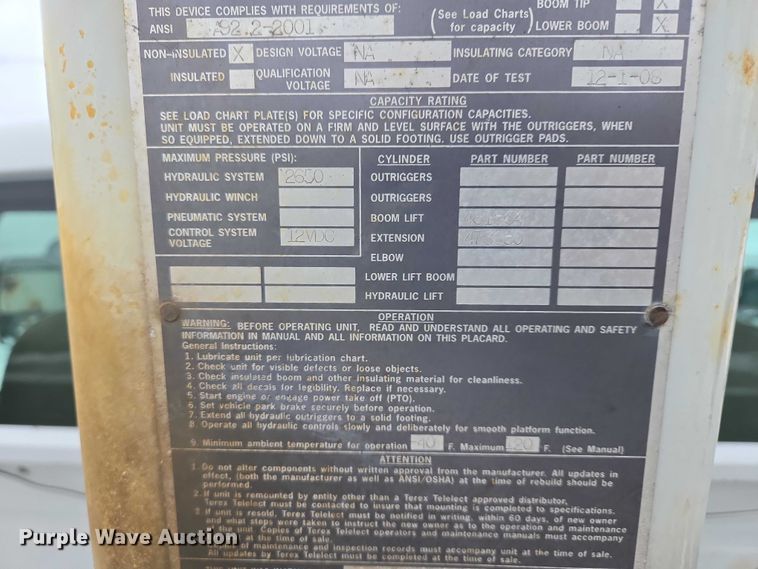 THIS DEVICE COMPLIES WITH REQUIREMENTS OF:
ANSI A92.2-2001
(See Load Charts for capacity)
BOOM TIP X
LOWER BOOM X
NON-INSULATED X DESIGN VOLTAGE NA INSULATING CATEGORY NA
INSULATED QUALIFICATION VOLTAGE NA DATE OF TEST 12-1-08
CAPACITY RATING
SEE LOAD CHART PLATE(S) FOR SPECIFIC CONFIGURATION CAPACITIES.
UNIT MUST BE OPERATED ON A FIRM AND LEVEL SURFACE WITH THE OUTRIGGERS, WHEN
SO EQUIPPED, EXTENDED DOWN TO A SOLID FOOTING. USE OUTRIGGER PADS.
MAXIMUM PRESSURE (PSI):
HYDRAULIC SYSTEM 2650
HYDRAULIC WINCH
PNEUMATIC SYSTEM
CONTROL SYSTEM VOLTAGE 12VDC
CYLINDER PART NUMBER PART NUMBER
OUTRIGGERS
OUTRIGGERS
BOOM LIFT
EXTENSION
ELBOW
LOWER LIFT BOOM
HYDRAULIC LIFT
OPERATION
WARNING: BEFORE OPERATING UNIT, READ AND UNDERSTAND ALL OPERATING AND SAFETY
INFORMATION IN MANUAL AND ALL INFORMATION ON THIS PLACARD.
General Instructions:
1. Lubricate unit per lubrication chart.
2. Check unit for visible defects or loose objects.
3. Check insulated boom and other insulating material for cleanliness.
4. Check all decals for legibility. Replace if necessary.
5. Start engine or engage power take off (PTO).
6. Set vehicle park brake securely before operation.
7. Extend all hydraulic outriggers to a solid footing.
8. Operate all hydraulic controls slowly and deliberately for smooth platform function.
9. Minimum ambient temperature for operation F. Maximum F. (See Manual)
ATTENTION
1. Do not alter components without written approval from the manufacturer. All updates in
effect, (both the manufacturer as well as ANSI/OSHA) at the time of rebuild should be
performed.
2. If unit is remounted by entity other than a Terex Telelect approved distributor,
Terex Telelect must be contacted to insure that mounting is completed to specifications.
3. If unit is resold, Terex Telelect must be notified in writing, within 60 days, of new owner
and what steps were taken to instruct the new owner as to the operation and maintenance
of the unit. Copies of Terex Telelect operators and maintenance manuals must accompany
at the time of sale.
of maintenance and inspection records must accompany unit at time of sale.
All updates by Terex Telelect must be completed at the time of sale.
Purple Wave Auction